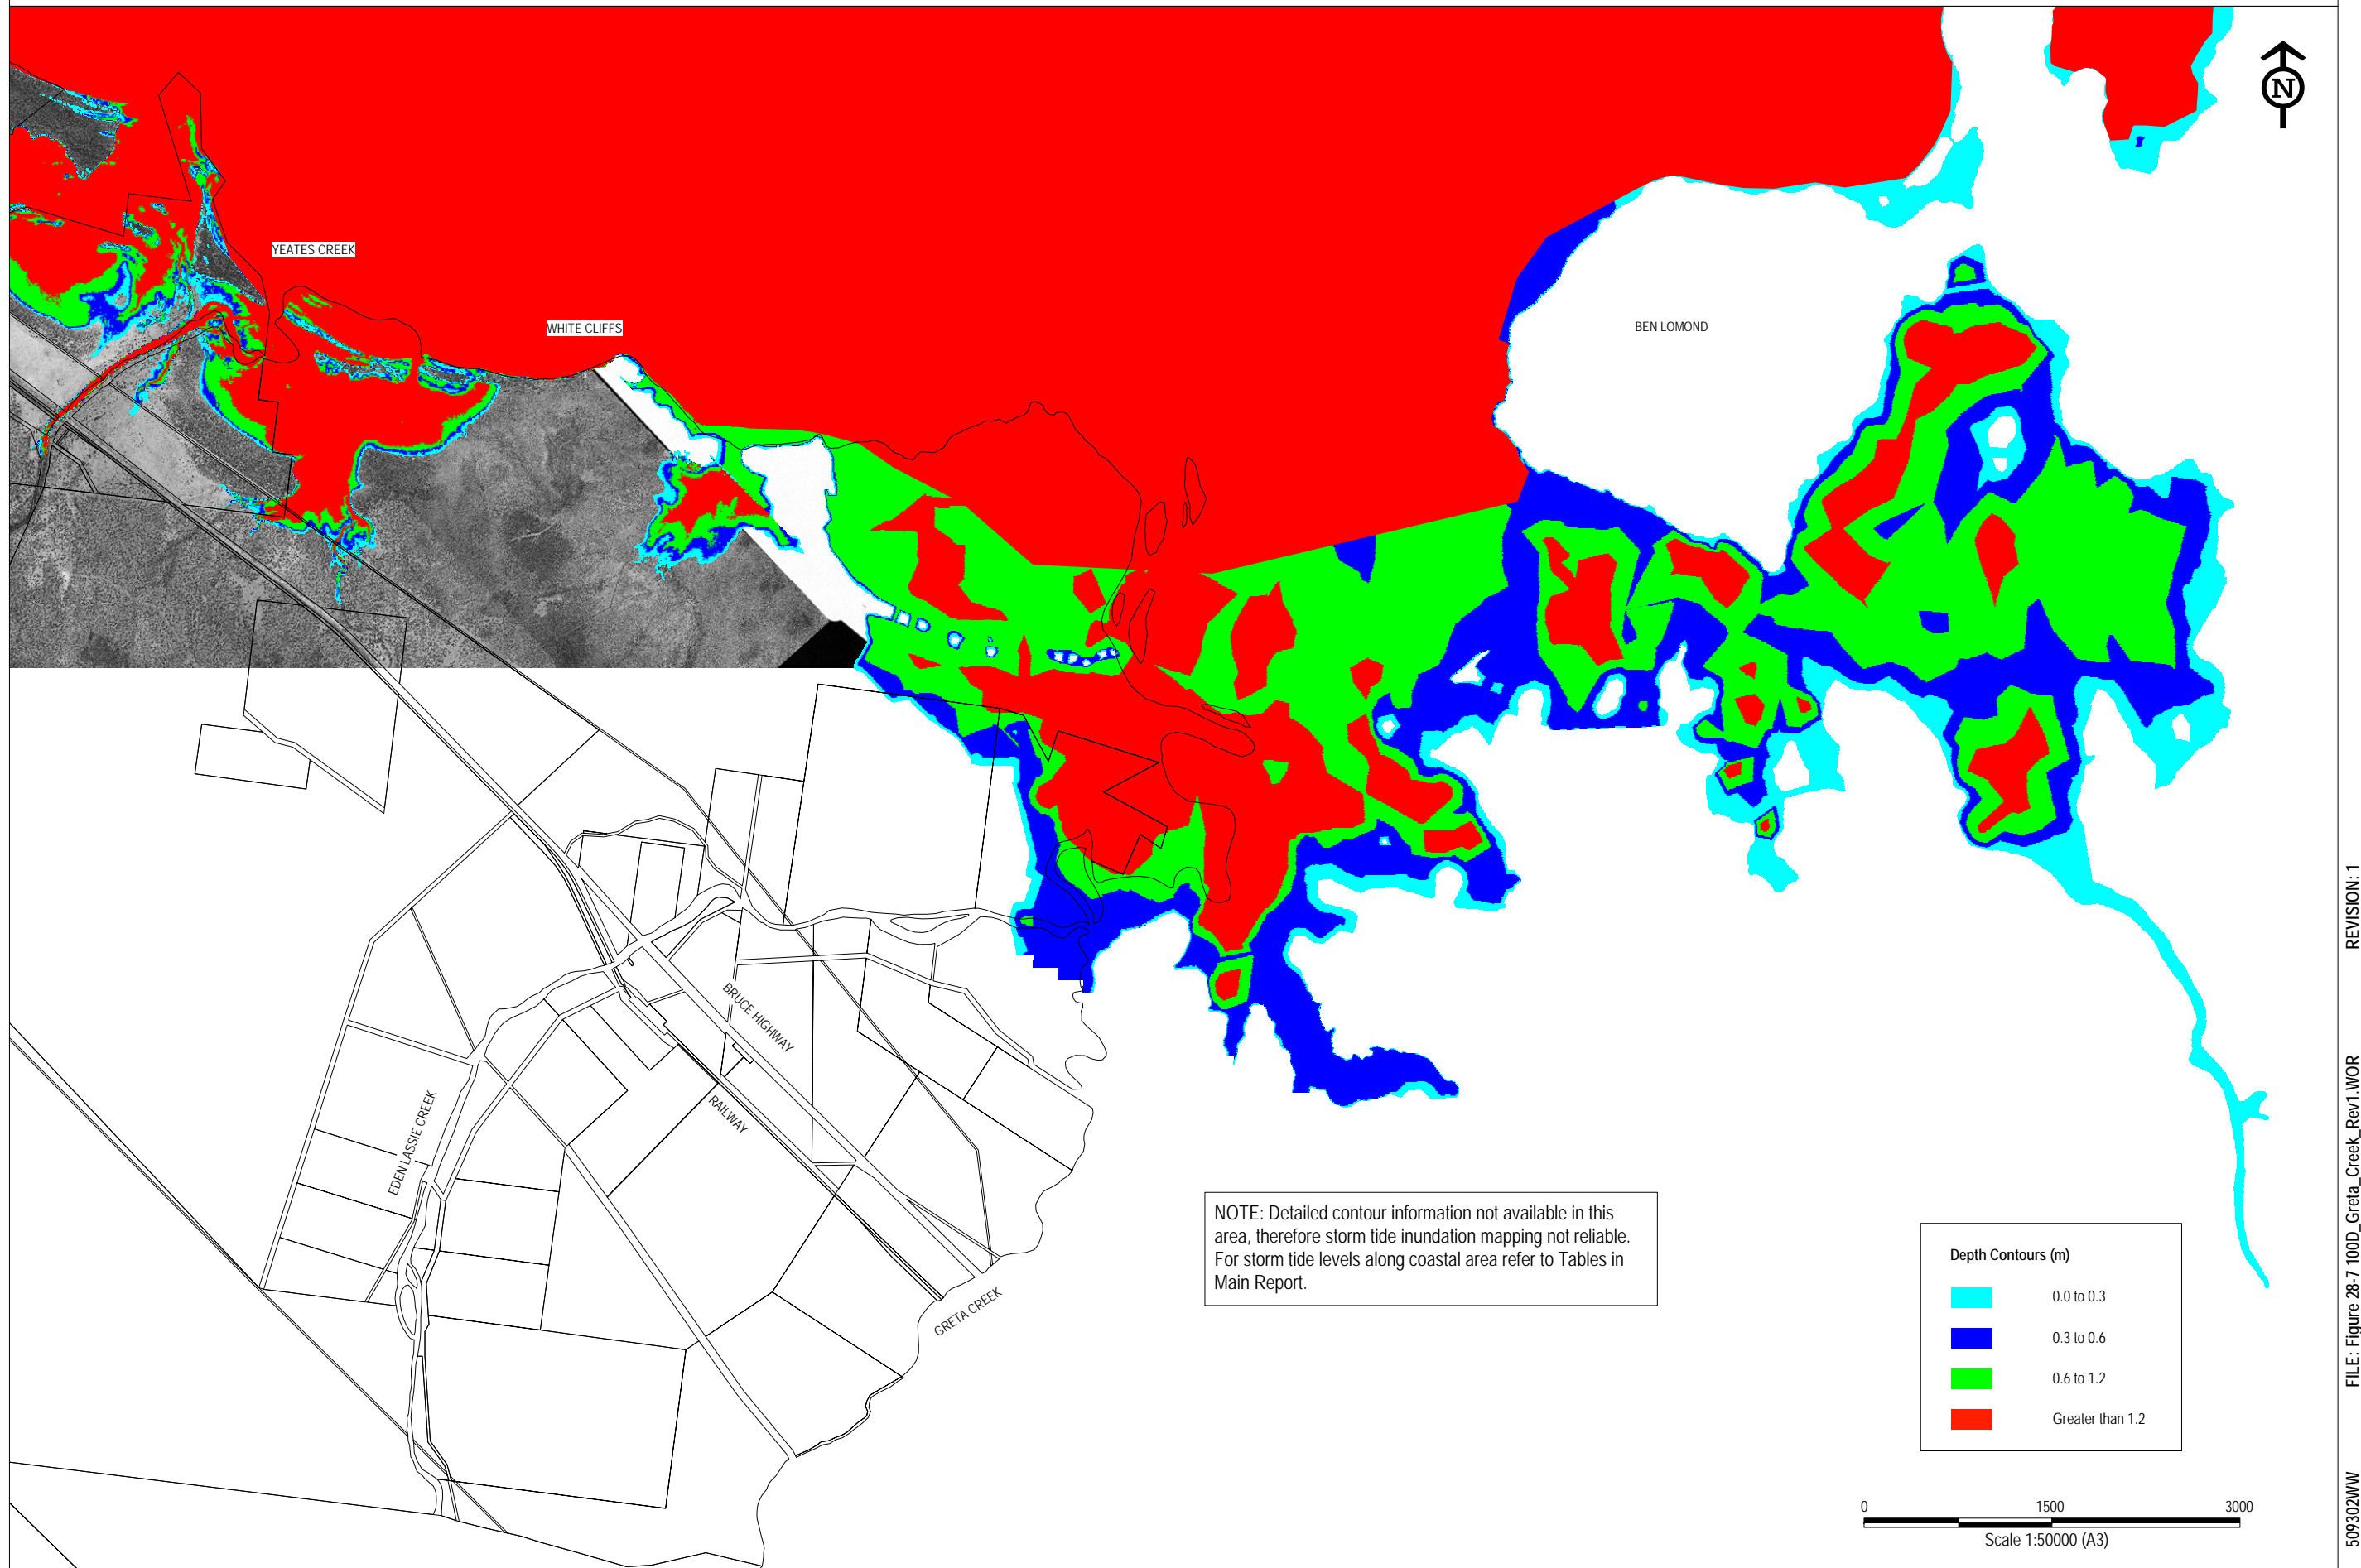 N
YEATES CREEK
WHITE CLIFFS
BEN LOMOND
BRUCE HIGHWAY
RAILWAY
EDEN LASSIE CREEK
GRETA CREEK
NOTE: Detailed contour information not available in this
area, therefore storm tide inundation mapping not reliable.
For storm tide levels along coastal area refer to Tables in
Main Report.
Depth Contours (m)
0.0 to 0.3
0.3 to 0.6
0.6 to 1.2
Greater than 1.2
0 1500 3000
Scale 1:50000 (A3)
509302WW FILE: Figure 28-7 100D_Greta_Creek_Rev1.WOR REVISION: 1